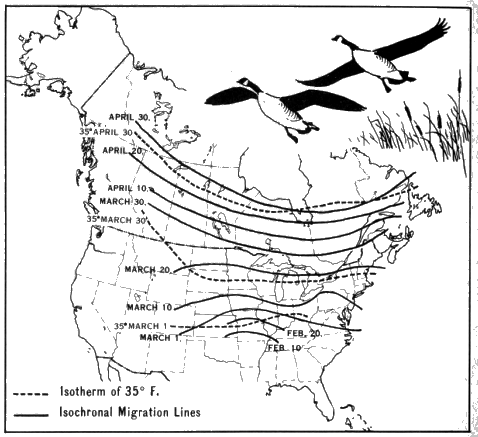 APRIL 30.
35° APRIL 30
APRIL 20.
APRIL 10.
MARCH 30.
35° MARCH 30
MARCH 20.
MARCH 10
35° MARCH 1
MARCH 1.
FEB. 20.
FEB. 10
Isotherm of 35° F.
Isochronal Migration Lines